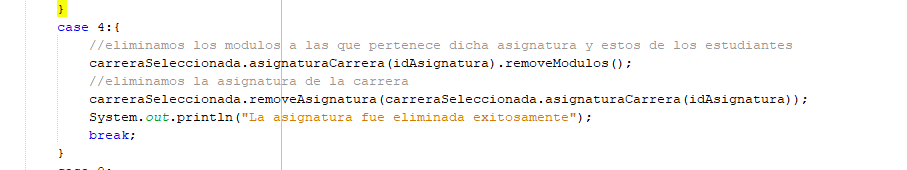 }
case 4:{
//eliminamos los modulos a las que pertenece dicha asignatura y estos de los estudiantes
carreraSeleccionada.asignaturaCarrera(idAsignatura).removeModulos();
//eliminamos la asignatura de la carrera
carreraSeleccionada.removeAsignatura(carreraSeleccionada.asignaturaCarrera(idAsignatura));
System.out.println("La asignatura fue eliminada exitosamente");
break;
}